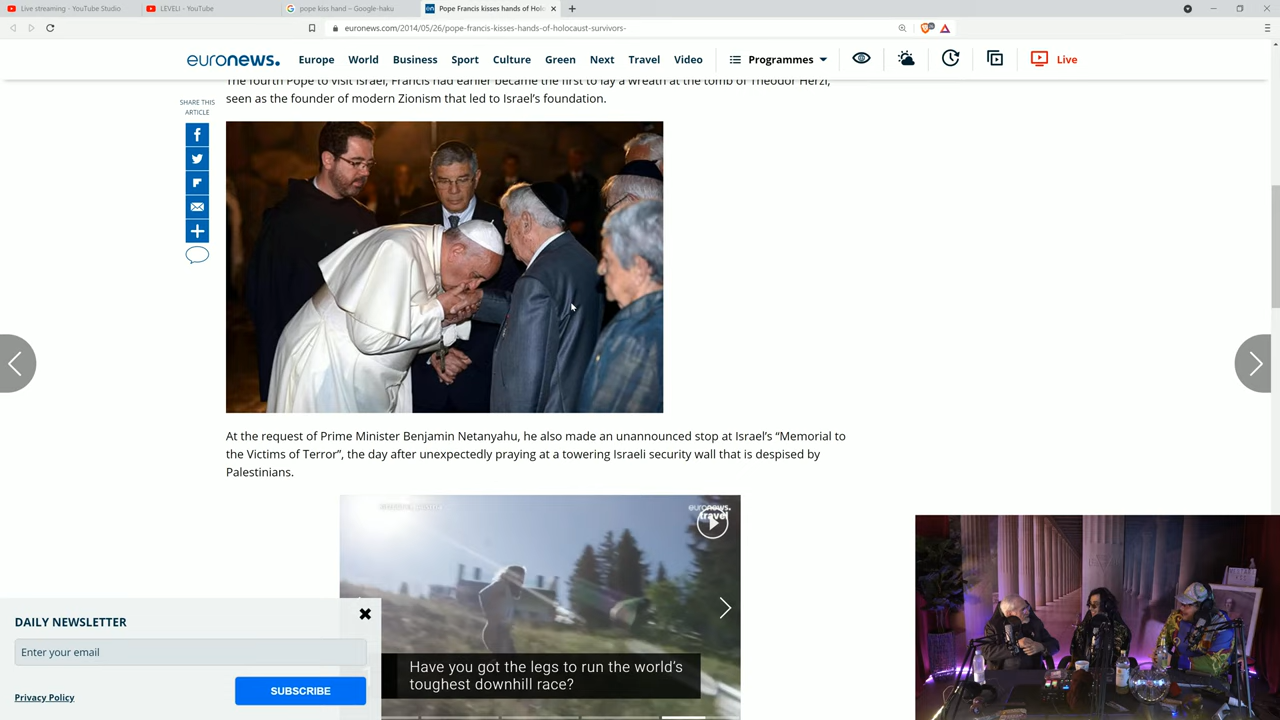 Live streaming - YouTube Studio
LEVELI - YouTube
pope kiss hand – Google-haku
Pope Francis kisses hands of Hol
euronews.com/2014/05/26/pope-francis-kisses-hands-of-holocaust-survivors-
euronews.
Europe
World
Business
Sport
Culture
Green
Next
Travel
Video
Programmes
Live
The fourth Pope to visit Israel, Francis had earlier became the first to lay a wreath at the tomb of Theodor Herzl,
seen as the founder of modern Zionism that led to Israel's foundation.
SHARE THIS
ARTICLE
At the request of Prime Minister Benjamin Netanyahu, he also made an unannounced stop at Israel's “Memorial to
the Victims of Terror”, the day after unexpectedly praying at a towering Israeli security wall that is despised by
Palestinians.
euronews.
travel
Have you got the legs to run the world's
toughest downhill race?
DAILY NEWSLETTER
Enter your email
Privacy Policy
SUBSCRIBE